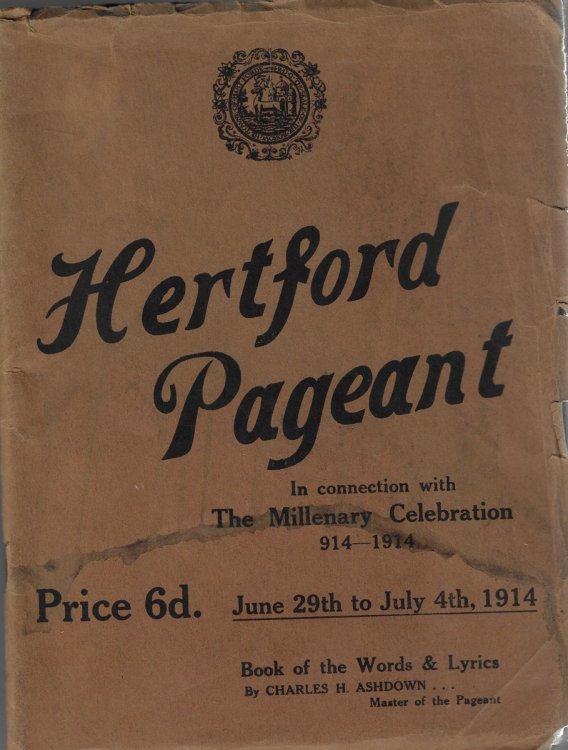 Hertford
Pageant
In connection with
The Millenary Celebration
914—1914
Price 6d. June 29th to July 4th, 1914
Book of the Words & Lyrics
By CHARLES H. ASHDOWN . . .
Master of the Pageant